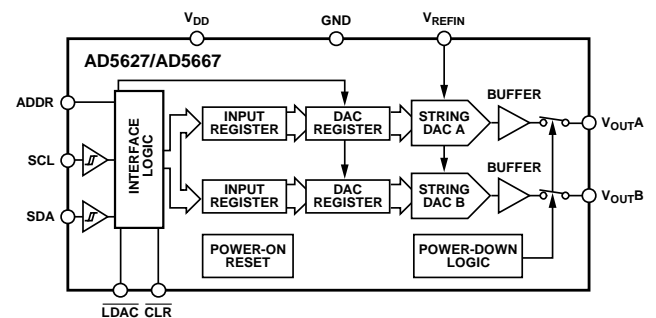 VDD
GND
VREFIN
AD5627/AD5667
ADDR
SCL
SDA
INTERFACE
LOGIC
INPUT
REGISTER
DAC
REGISTER
STRING
DAC A
BUFFER
VOUTA
INPUT
REGISTER
DAC
REGISTER
STRING
DAC B
BUFFER
VOUTB
POWER-ON
RESET
POWER-DOWN
LOGIC
LDAC
CLR